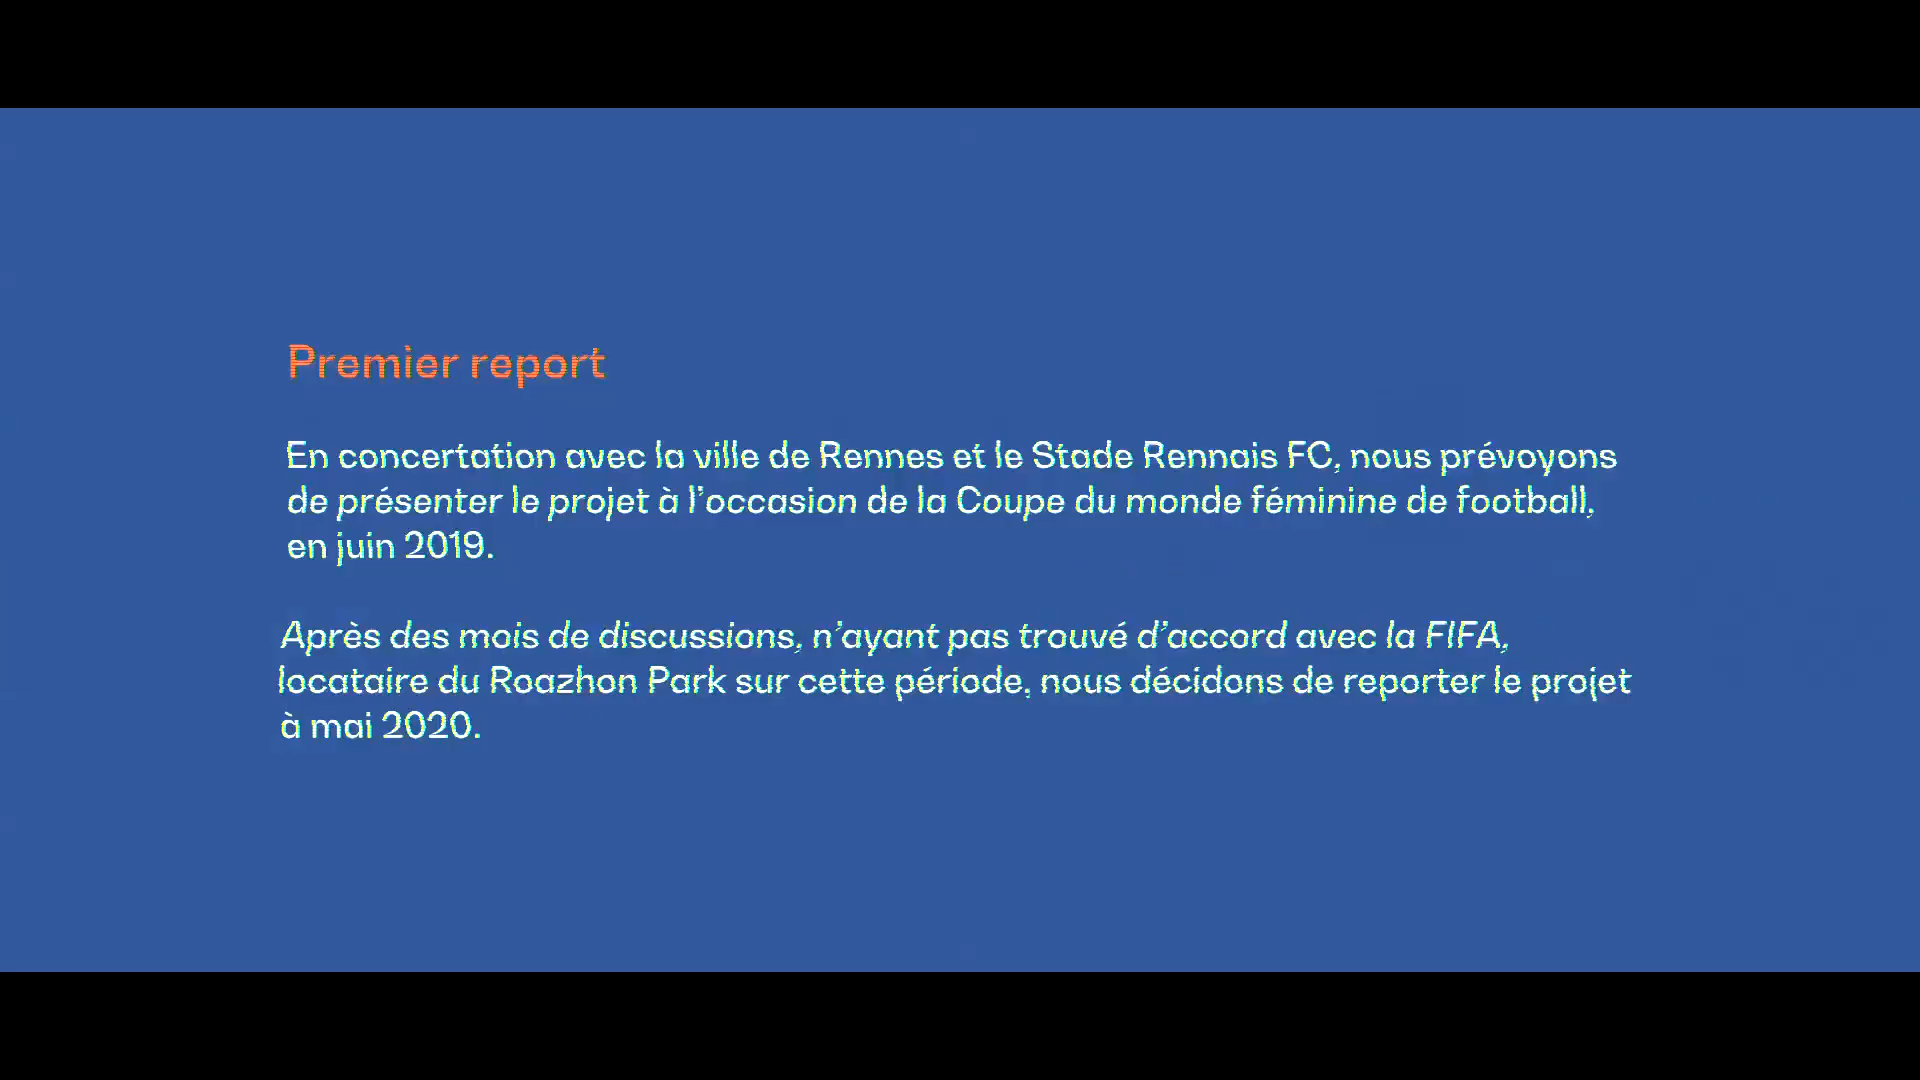 Premier report
En concertation avec la ville de Rennes et le Stade Rennais FC, nous prévoyons
de présenter le projet à l’occasion de la Coupe du monde féminine de football,
en juin 2019.
Après des mois de discussions, n’ayant pas trouvé d’accord avec la FIFA,
locataire du Roazhon Park sur cette période, nous décidons de reporter le projet
à mai 2020.